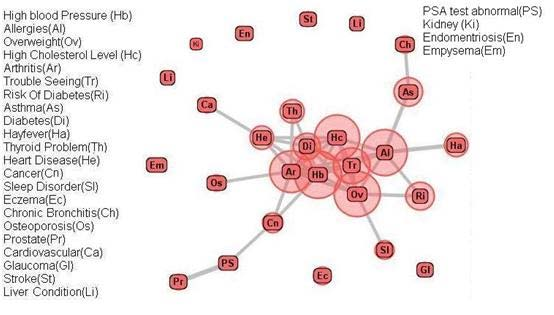 High blood Pressure (Hb)
Allergies(Al)
Overweight(Ov)
High Cholesterol Level (Hc)
Arthritis(Ar)
Trouble Seeing(Tr)
Risk Of Diabetes(Ri)
Asthma(As)
Diabetes(Di)
Hayfever(Ha)
Thyroid Problem(Th)
Heart Disease(He)
Cancer(Cn)
Sleep Disorder(Sl)
Eczema(Ec)
Chronic Bronchitis(Ch)
Osteoporosis(Os)
Prostate(Pr)
Cardiovascular(Ca)
Glaucoma(Gl)
Stroke(St)
Liver Condition(Li)
PSA test abnormal(PS)
Kidney (Ki)
Endomentriosis(En)
Empysema(Em)
St
Li
En
Ki
Ch
Li
As
Ca
Th
He
Hc
Di
Al
Ha
Em
Tr
Ar
Hb
Os
Ov
Ri
Cn
Sl
PS
Gl
Ec
Pr